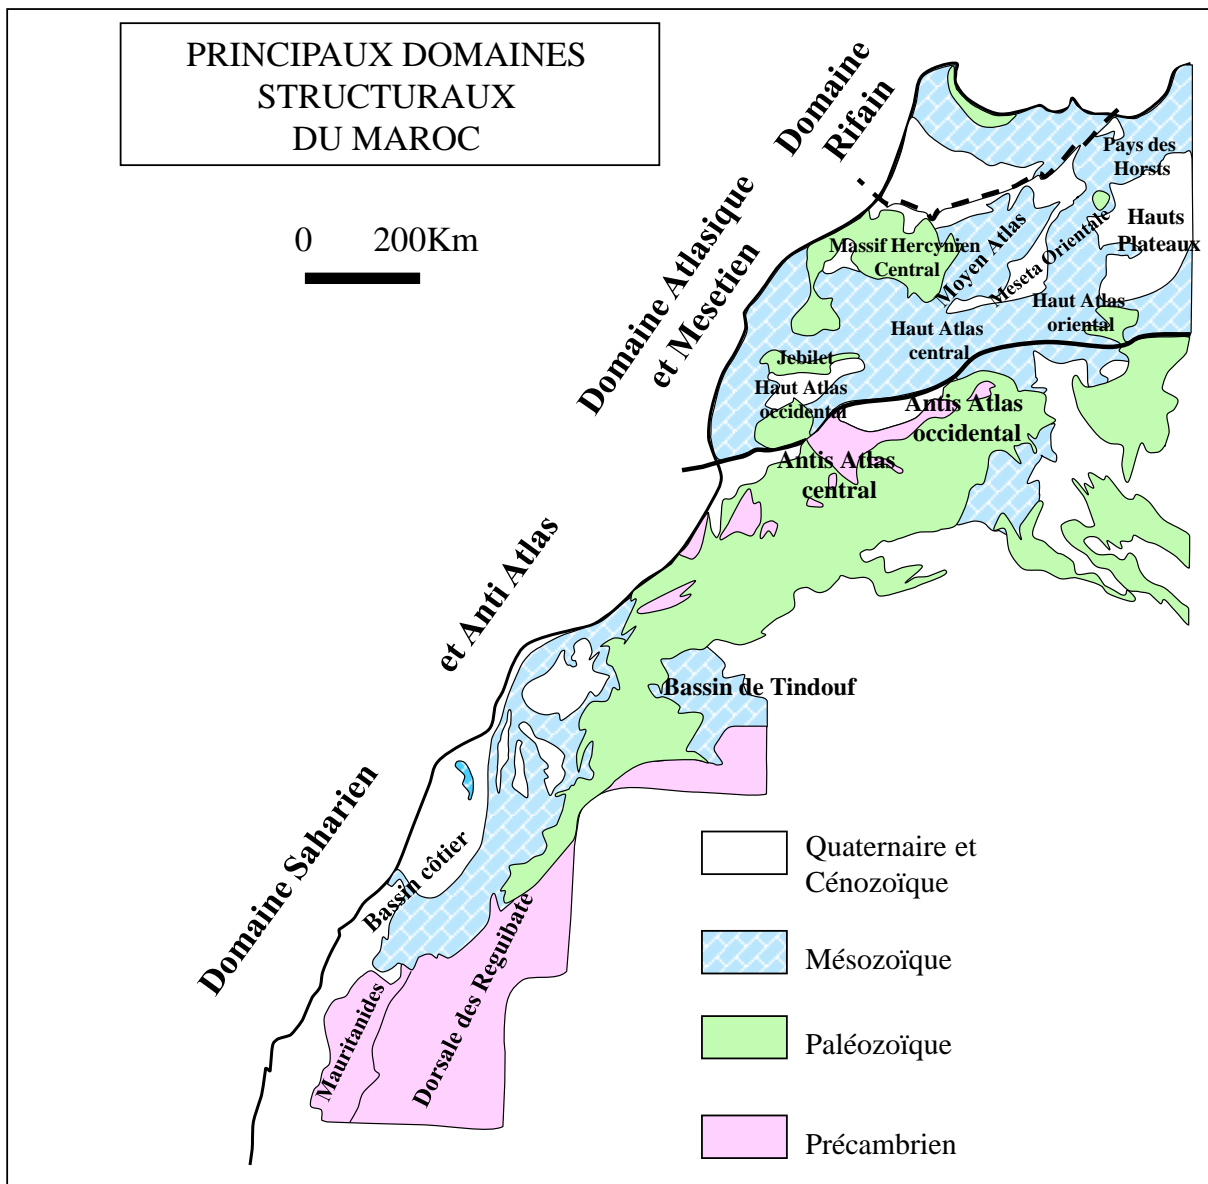 PRINCIPAUX DOMAINES
STRUCTURAUX
DU MAROC
0 200Km
Domaine
Rifain
Domaine Atlasique
et Mesetien
et Anti Atlas
Domaine Saharien
Pays des
Horsts
Hauts
Plateaux
Massif Hercynien
Central
Moyen Atlas
Meseta Orientale
Haut Atlas
oriental
Haut Atlas
central
Jebilet
Haut Atlas
occidental
Antis Atlas
occidental
Antis Atlas
central
Bassin de Tindouf
Bassin côtier
Dorsale des Reguibate
Mauritanides
Quaternaire et
Cénozoïque
Mésozoïque
Paléozoïque
Précambrien